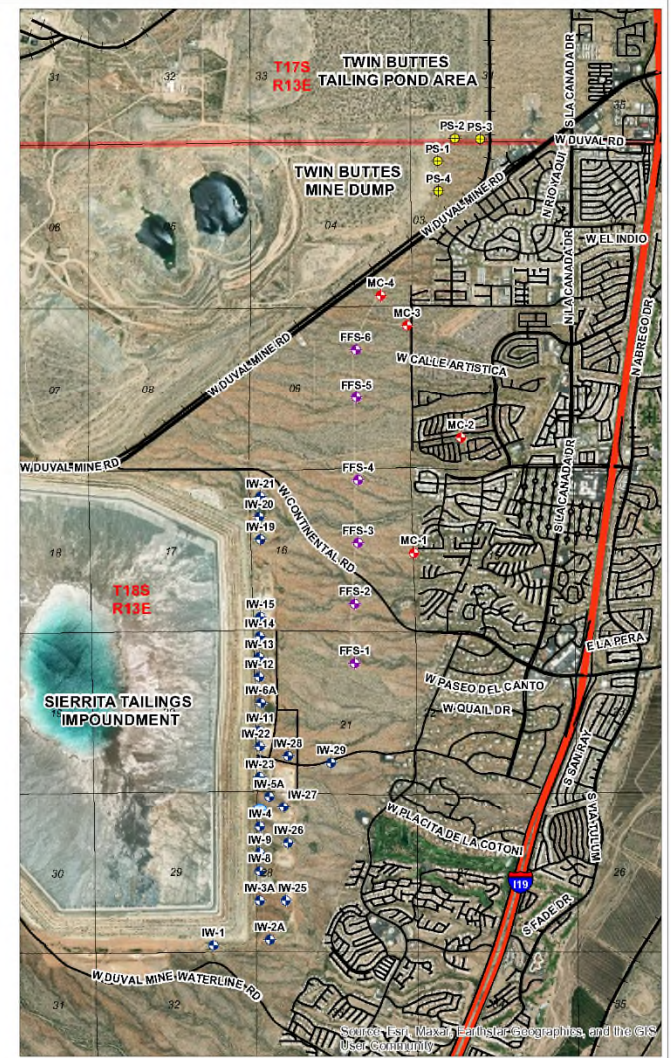 31
32
33
T17S
R13E
TWIN BUTTES
TAILING POND AREA
31
S LA CANADA DR
35
PS-2
PS-3
W DUVAL RD
PS-1
TWIN BUTTES
MINE DUMP
PS-4
N RIO YAQUI
06
05
04
03
W DUVAL MINE RD
W EL INDIO
N LA CANADA DR
MC-4
MC-3
N ABREGO DR
FFS-6
W DUVAL MINE RD
W CALLE ARTISTICA
07
08
09
FFS-5
MC-2
W DUVAL MINE RD
FFS-4
S LA CANADA DR
IW-21
IW-20
W CONTINENTAL RD
IW-19
FFS-3
MC-1
18
17
16
T18S
R13E
IW-15
FFS-2
IW-14
E LA PERA
IW-13
FFS-1
IW-12
W PASEO DEL CANTO
IW-6A
SIERRITA TAILINGS
IMPOUNDMENT
W QUAIL DR
IW-11
21
22
IW-22
IW-28
IW-29
S SAN RAY
IW-23
IW-5A
IW-27
IW-4
W PLACITA DE LA COTONI
S VIA TULUM
IW-9
IW-26
IW-8
30
29
28
27
26
I19
IW-3A
IW-25
S FADE DR
IW-1
IW-2A
W DUVAL MINE WATERLINE RD
31
32
35
Source: Esri, Maxar, Earthstar Geographics, and the GIS
User Community